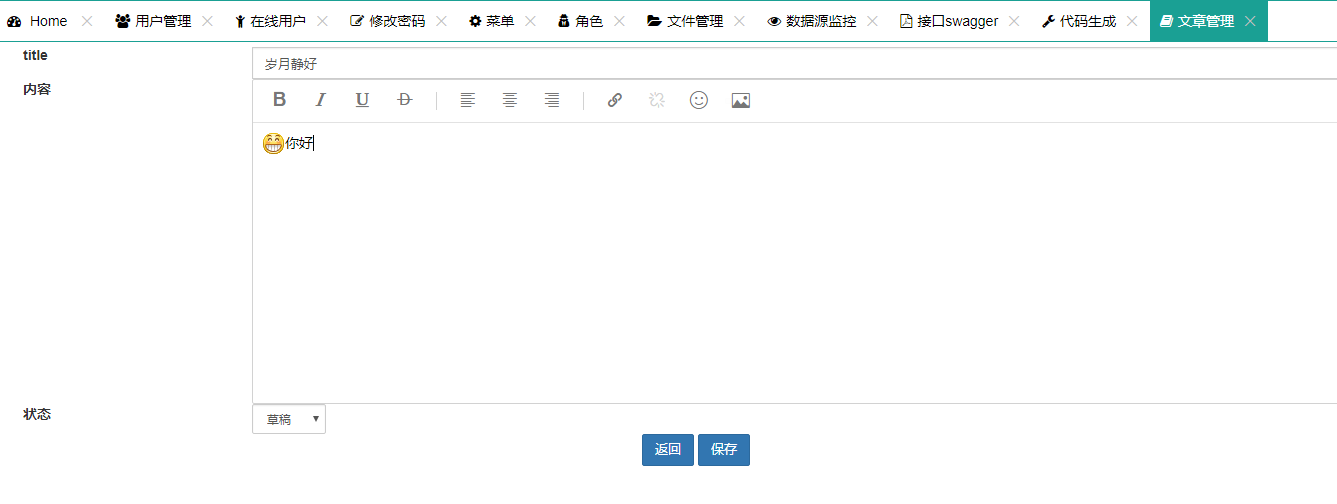 Home 用户管理 在线用户 修改密码 菜单 角色 文件管理 数据源监控 接口swagger 代码生成 文章管理
title 岁月静好
内容
B I U D
你好
状态 草稿
返回 保存